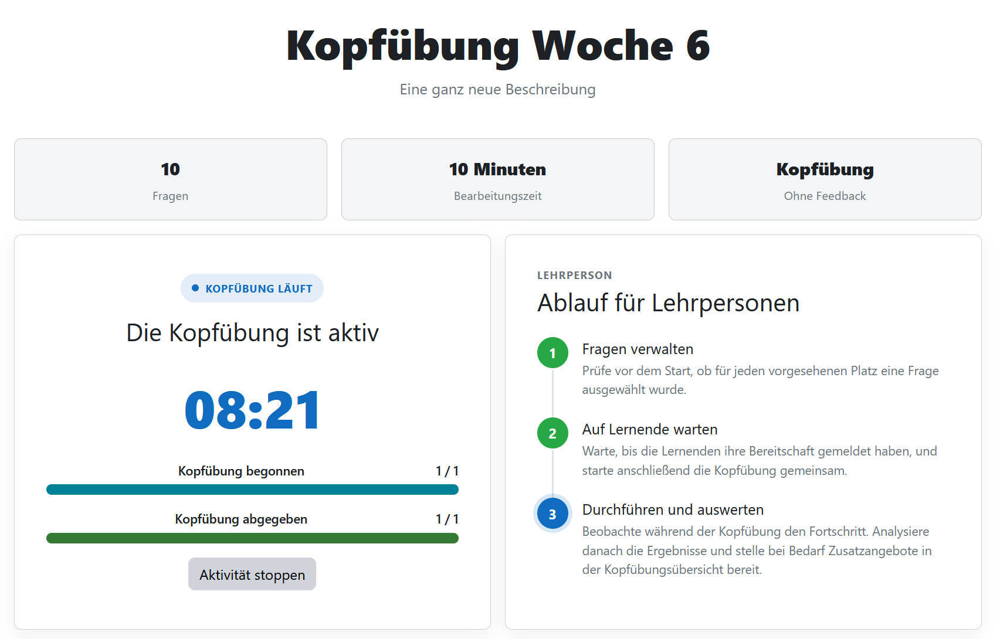 Kopfübung Woche 6
Eine ganz neue Beschreibung
10
Fragen
10 Minuten
Bearbeitungszeit
Kopfübung
Ohne Feedback
KOPFÜBUNG LÄUFT
Die Kopfübung ist aktiv
08:21
Kopfübung begonnen 1 / 1
Kopfübung abgegeben 1 / 1
Aktivität stoppen
LEHRPERSON
Ablauf für Lehrpersonen
1 Fragen verwalten
Prüfe vor dem Start, ob für jeden vorgesehenen Platz eine Frage
ausgewählt wurde.
2 Auf Lernende warten
Warte, bis die Lernenden ihre Bereitschaft gemeldet haben, und
starte anschließend die Kopfübung gemeinsam.
3 Durchführen und auswerten
Beobachte während der Kopfübung den Fortschritt. Analysiere
danach die Ergebnisse und stelle bei Bedarf Zusatzangebote in
der Kopfübungsübersicht bereit.